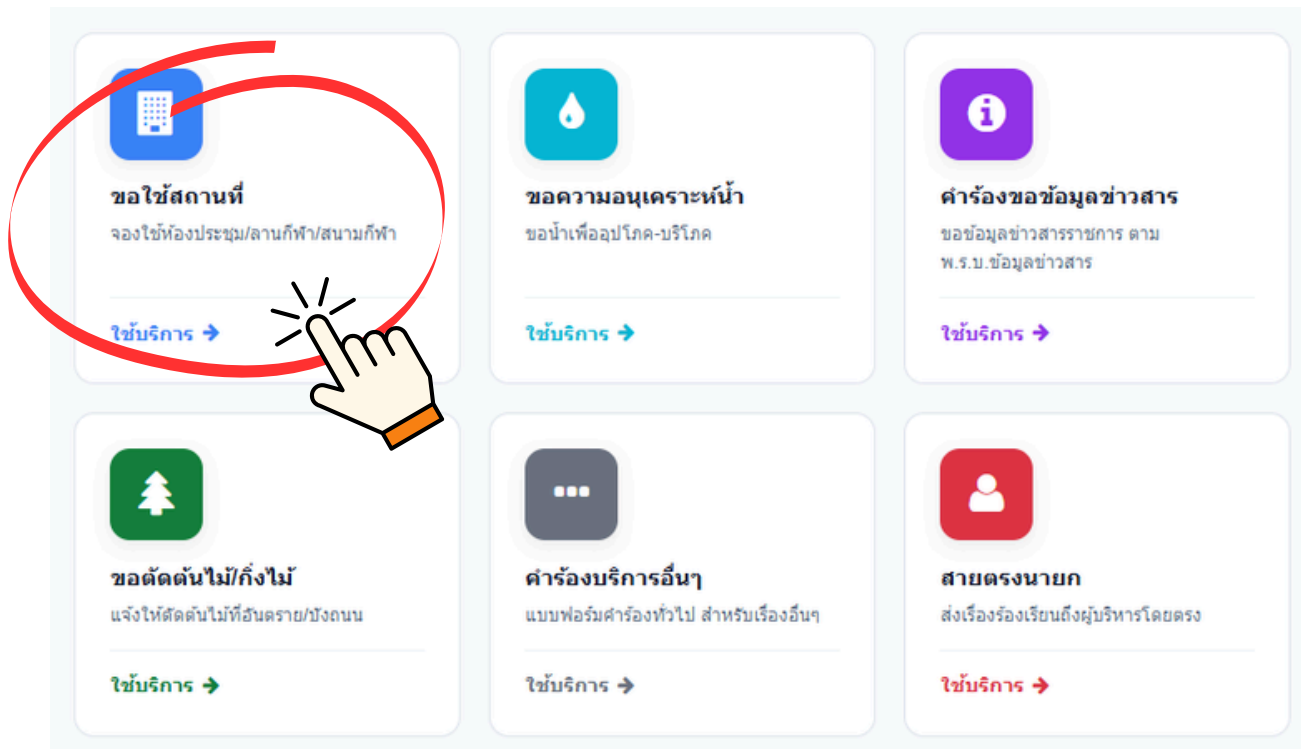 ขอใช้สถานที่
จองใช้ห้องประชุม/ลานกีฬา/สนามกีฬา
ใช้บริการ
ขอความอนุเคราะห์น้ำ
ขอน้ำเพื่ออุปโภค-บริโภค
ใช้บริการ
คำร้องขอข้อมูลข่าวสาร
ขอข้อมูลข่าวสารราชการ ตาม
พ.ร.บ.ข้อมูลข่าวสาร
ใช้บริการ
ขอตัดต้นไม้/กิ่งไม้
แจ้งให้ตัดต้นไม้ที่อันตราย/บังถนน
ใช้บริการ
คำร้องบริการอื่นๆ
แบบฟอร์มคำร้องทั่วไป สำหรับเรื่องอื่นๆ
ใช้บริการ
สายตรงนายก
ส่งเรื่องร้องเรียนถึงผู้บริหารโดยตรง
ใช้บริการ